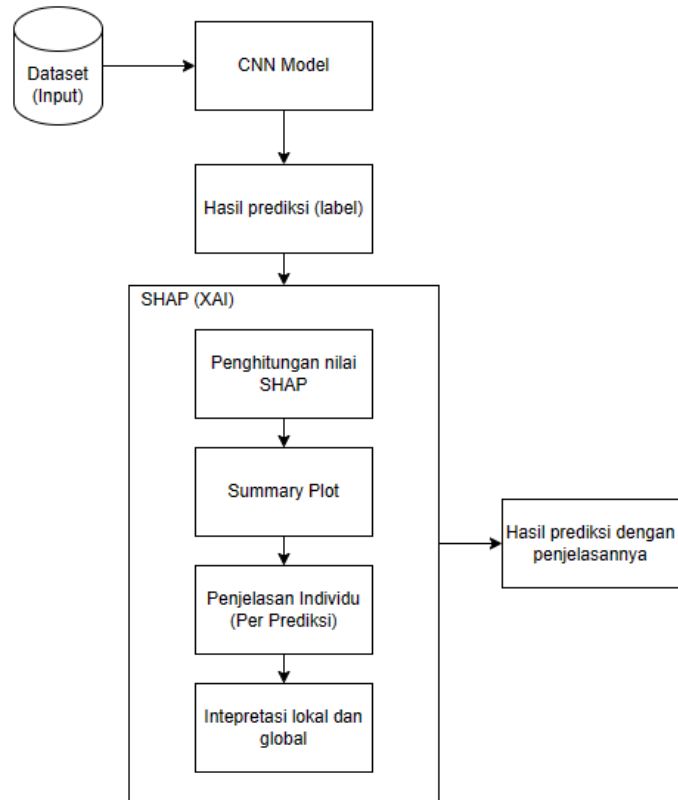 Dataset
(Input)
CNN Model
Hasil prediksi (label)
SHAP (XAI)
Penghitungan nilai
SHAP
Summary Plot
Penjelasan Individu
(Per Prediksi)
Intepretasi lokal dan
global
Hasil prediksi dengan
penjelasannya